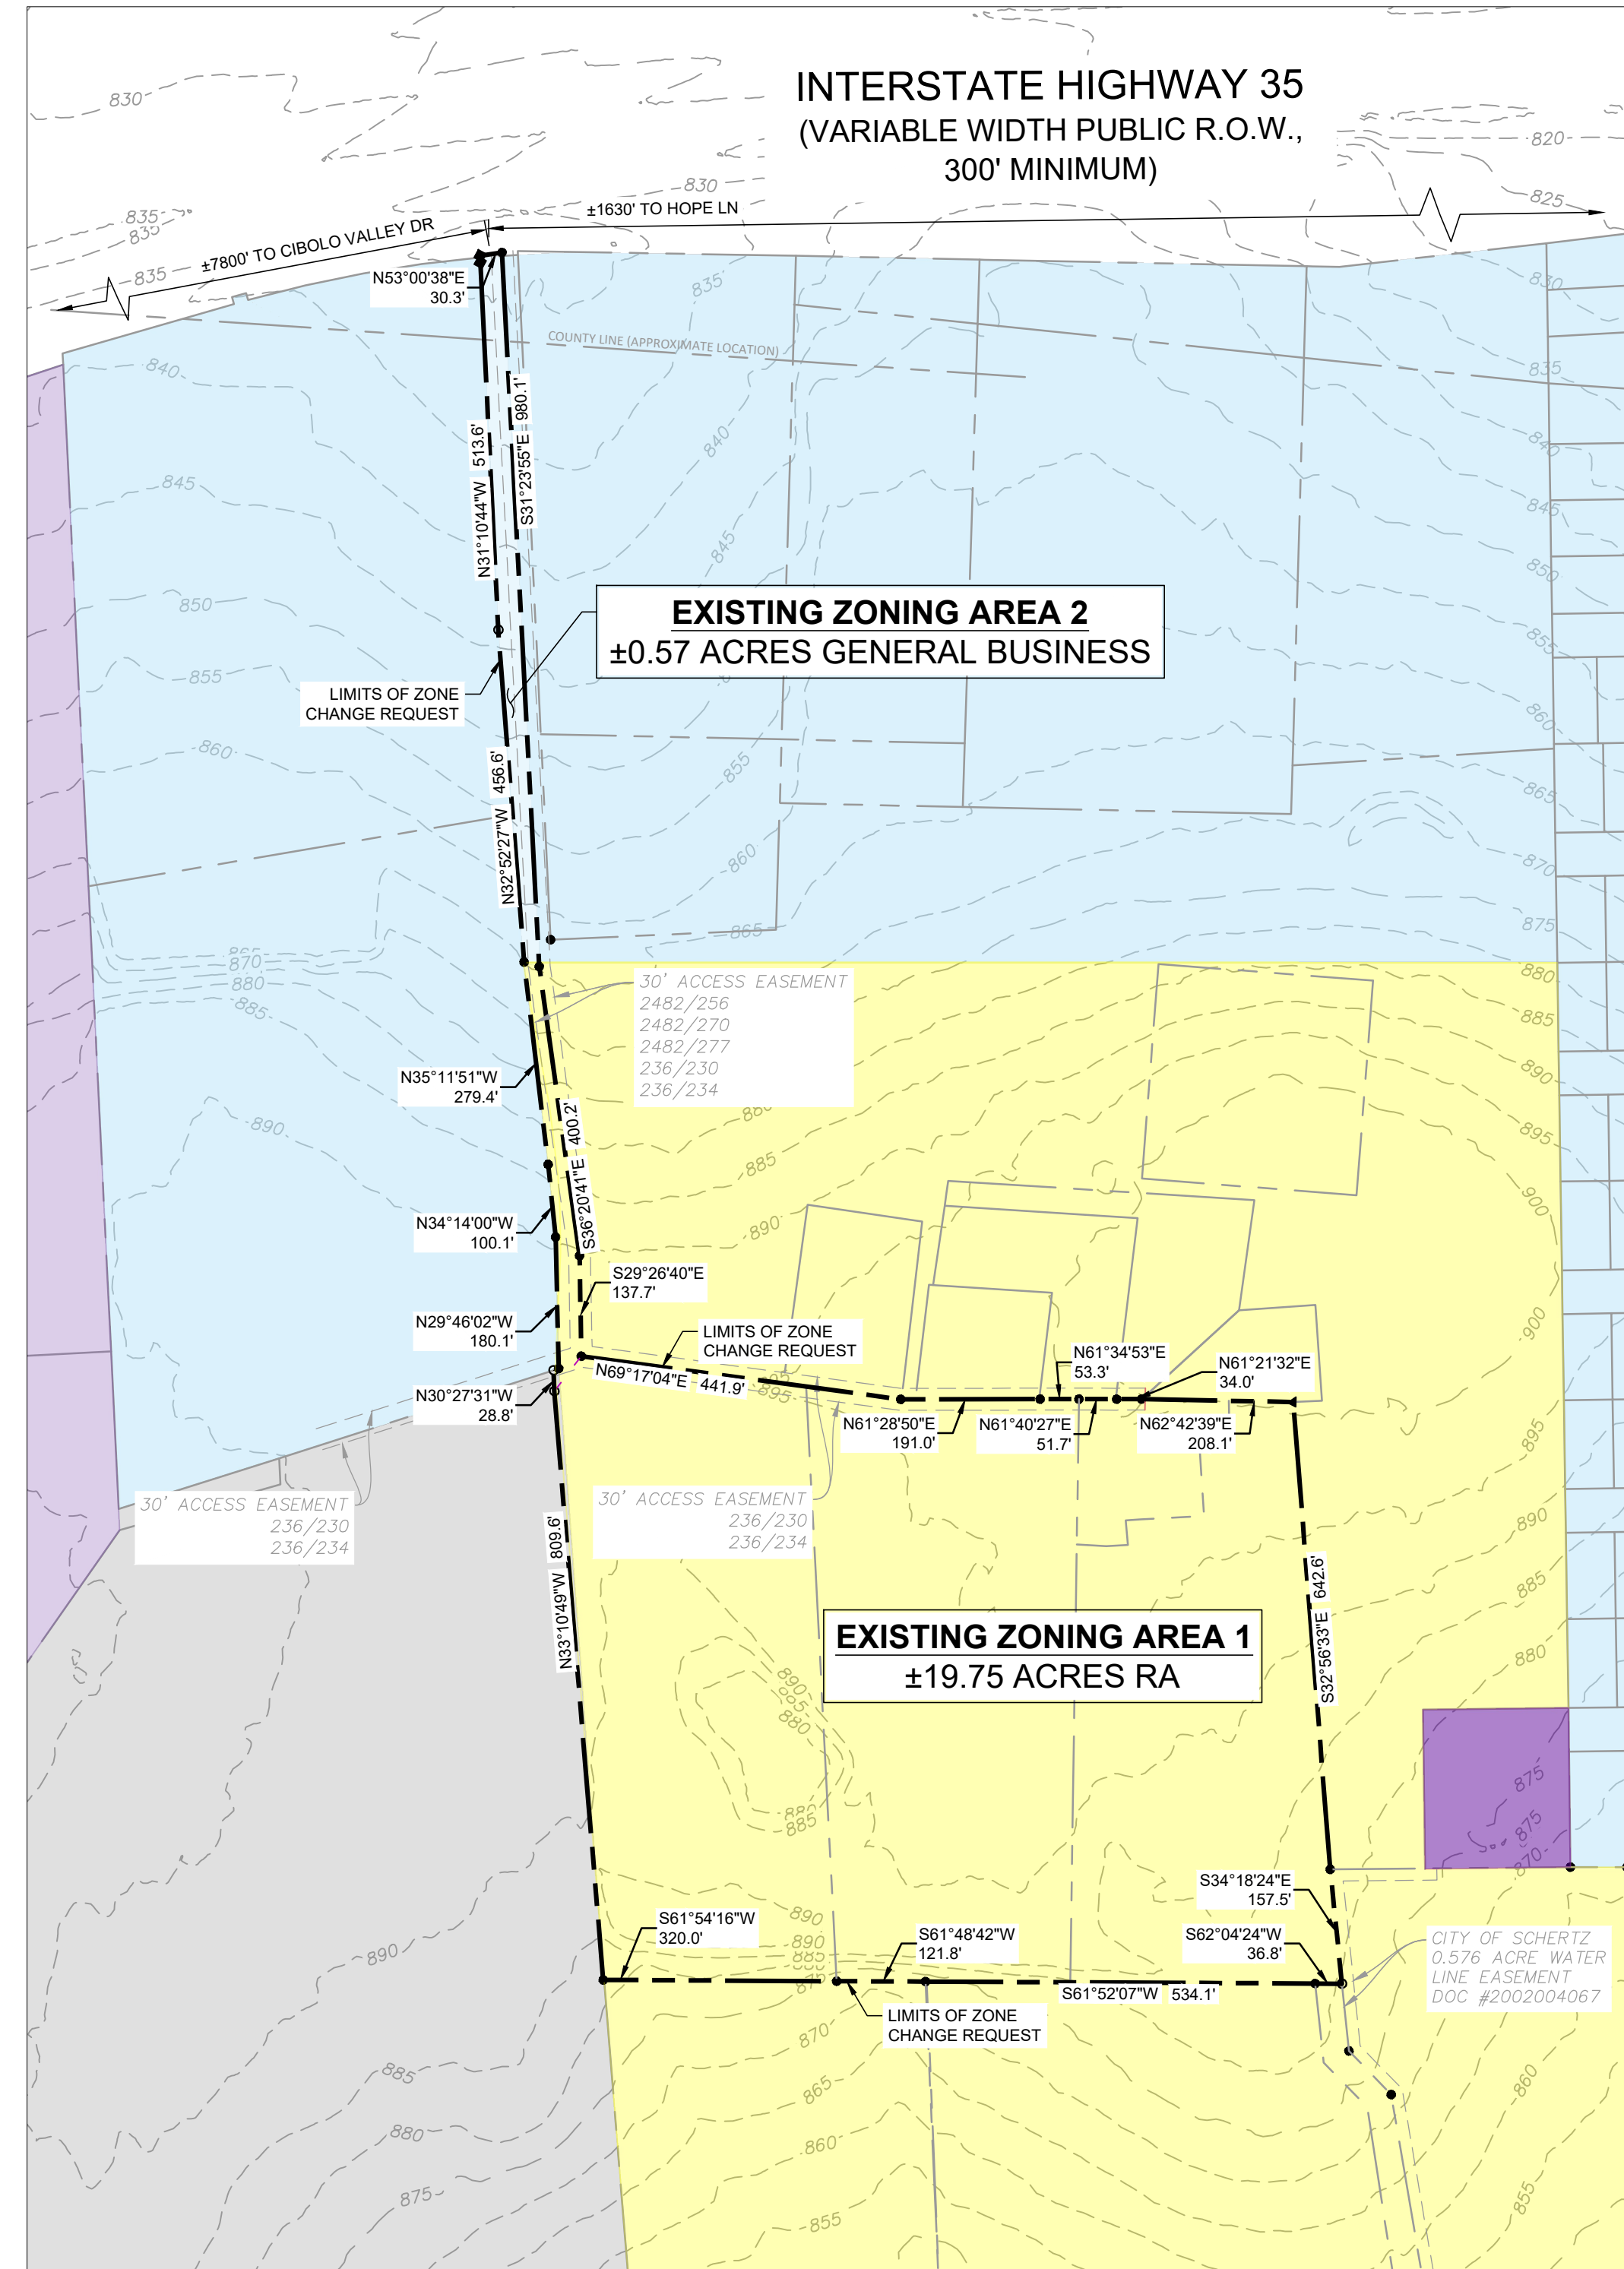 INTERSTATE HIGHWAY 35
(VARIABLE WIDTH PUBLIC R.O.W.,
300' MINIMUM)
830
820
830
825
835
835
835
±1630' TO HOPE LN
±7800' TO CIBOLO VALLEY DR
N53°00'38"E
30.3'
835
830
COUNTY LINE (APPROXIMATE LOCATION)
840
835
N31°10'44"W 513.6'
S31°23'55"E 980.1'
840
840
845
845
845
850
850
EXISTING ZONING AREA 2
±0.57 ACRES GENERAL BUSINESS
855
855
LIMITS OF ZONE
CHANGE REQUEST
860
860
855
N32°52'27"W 456.6'
865
860
870
865
875
865
870
880
885
880
30' ACCESS EASEMENT
2482/256
2482/270
2482/277
236/230
236/234
885
N35°11'51"W
279.4'
890
890
880
895
885
S36°20'41"E 400.2'
900
N34°14'00"W
100.1'
890
S29°26'40"E
137.7'
N29°46'02"W
180.1'
LIMITS OF ZONE
CHANGE REQUEST
900
N61°34'53"E
53.3'
N61°21'32"E
34.0'
N69°17'04"E 441.9'
895
895
N30°27'31"W
28.8'
N61°28'50"E
191.0'
N61°40'27"E
51.7'
N62°42'39"E
208.1'
895
30' ACCESS EASEMENT
236/230
236/234
30' ACCESS EASEMENT
236/230
236/234
890
N33°10'49"W 809.6'
885
S32°56'33"E 642.6'
EXISTING ZONING AREA 1
±19.75 ACRES RA
880
890
885
880
875
880
885
875
870
S34°18'24"E
157.5'
S61°54'16"W
320.0'
890
890
885
875
S61°48'42"W
121.8'
S62°04'24"W
36.8'
CITY OF SCHERTZ
0.576 ACRE WATER
LINE EASEMENT
DOC #2002004067
890
S61°52'07"W 534.1'
LIMITS OF ZONE
CHANGE REQUEST
870
885
865
860
880
860
875
855
855